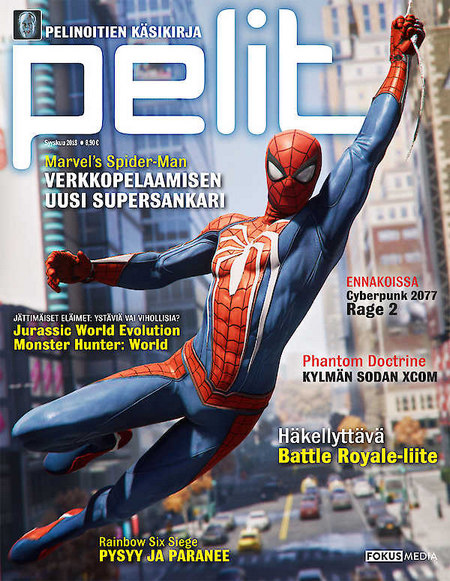 PELINOITIEN KÄSIKIRJA
pelit
Syyskuu 2018 ● 8,90 €
Marvel's Spider-Man
VERKKOPELAAMISEN
UUSI SUPERSANKARI
JÄTTIMÄISET ELÄIMET: YSTÄVIÄ VAI VIHOLLISIA?
Jurassic World Evolution
Monster Hunter: World
ENNAKOISSA
Cyberpunk 2077
Rage 2
Phantom Doctrine
KYLMÄN SODAN XCOM
Häkellyttävä
Battle Royale-liite
Rainbow Six Siege
PYSYY JA PARANEE
FOKUSMEDIA